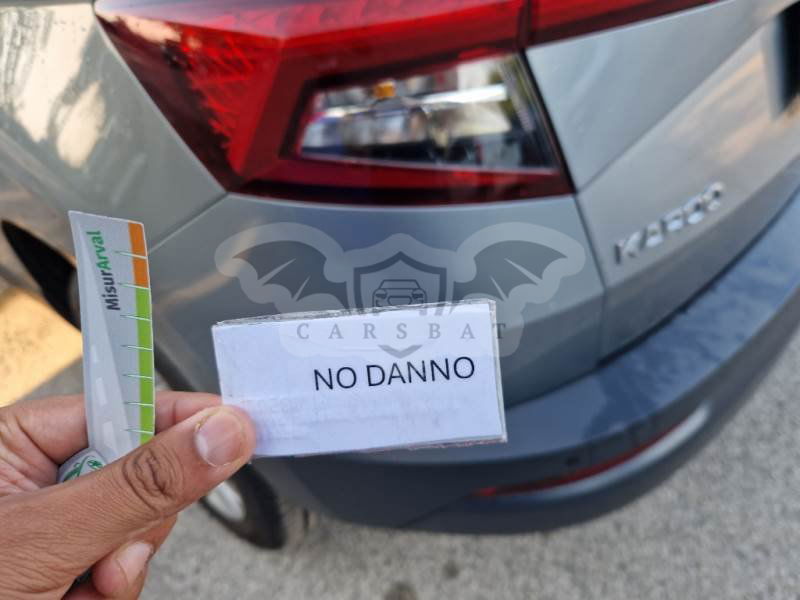 KAROQ
MisurArval
CARSBAT
NO DANNO